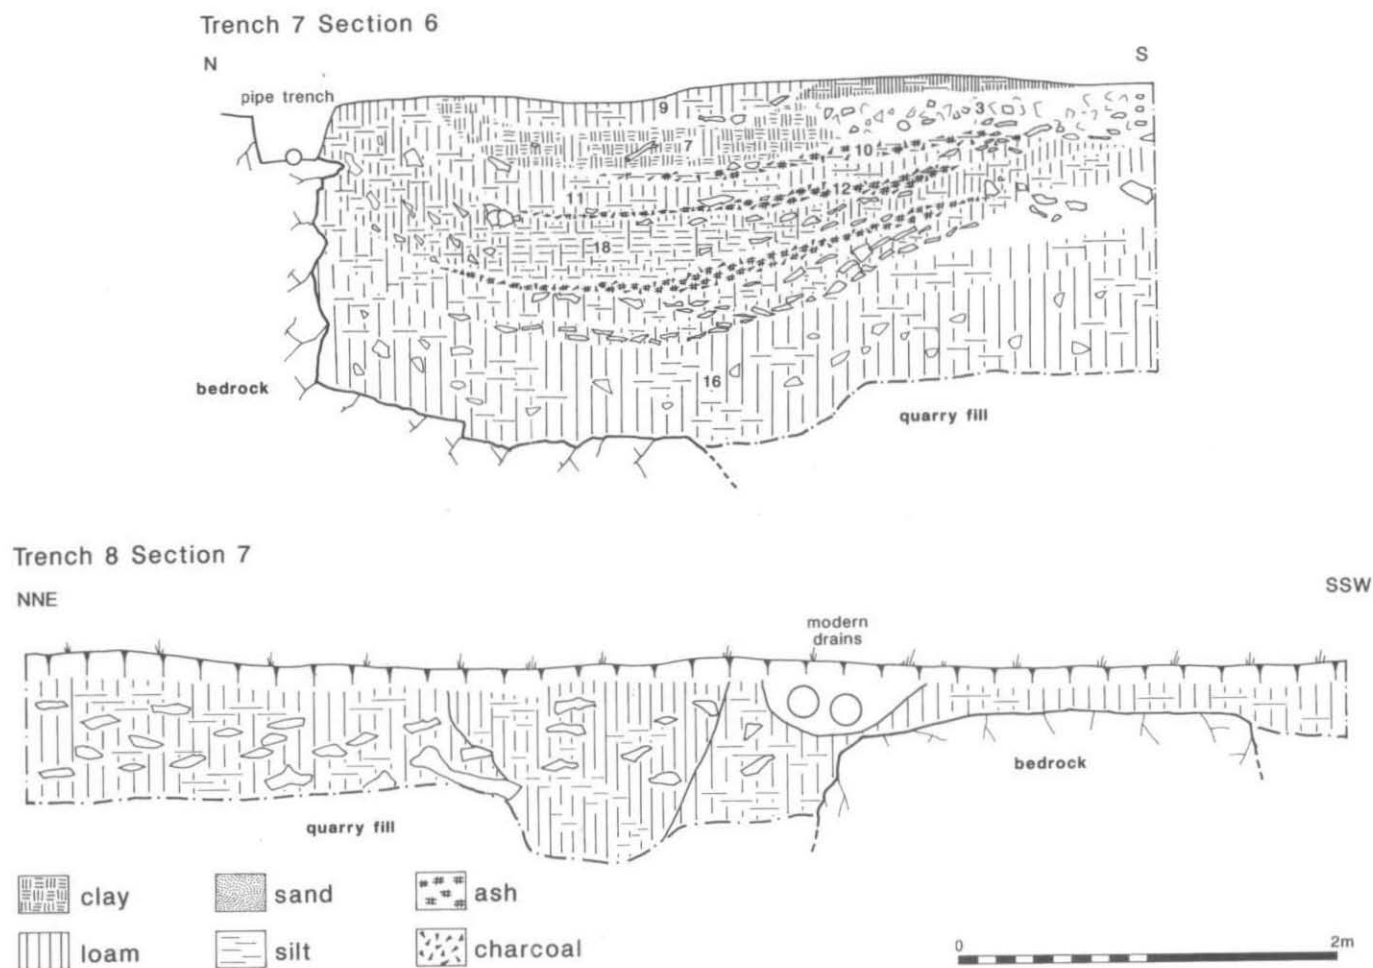 Trench 7 Section 6
N
S
pipe trench
9
3
7
10
12
11
18
16
bedrock
quarry fill
Trench 8 Section 7
NNE
SSW
modern
drains
bedrock
quarry fill
clay
sand
ash
loam
silt
charcoal
0
2m